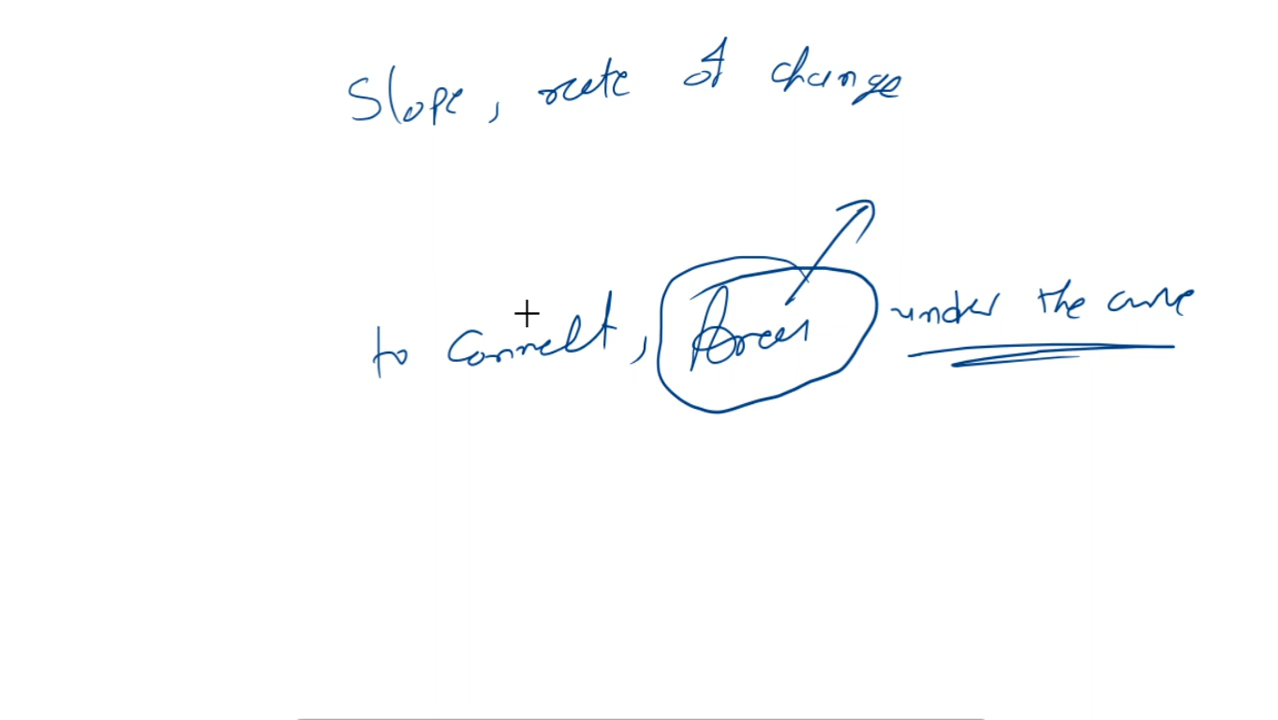 Slope, rate of change
to connect, Area under the curve